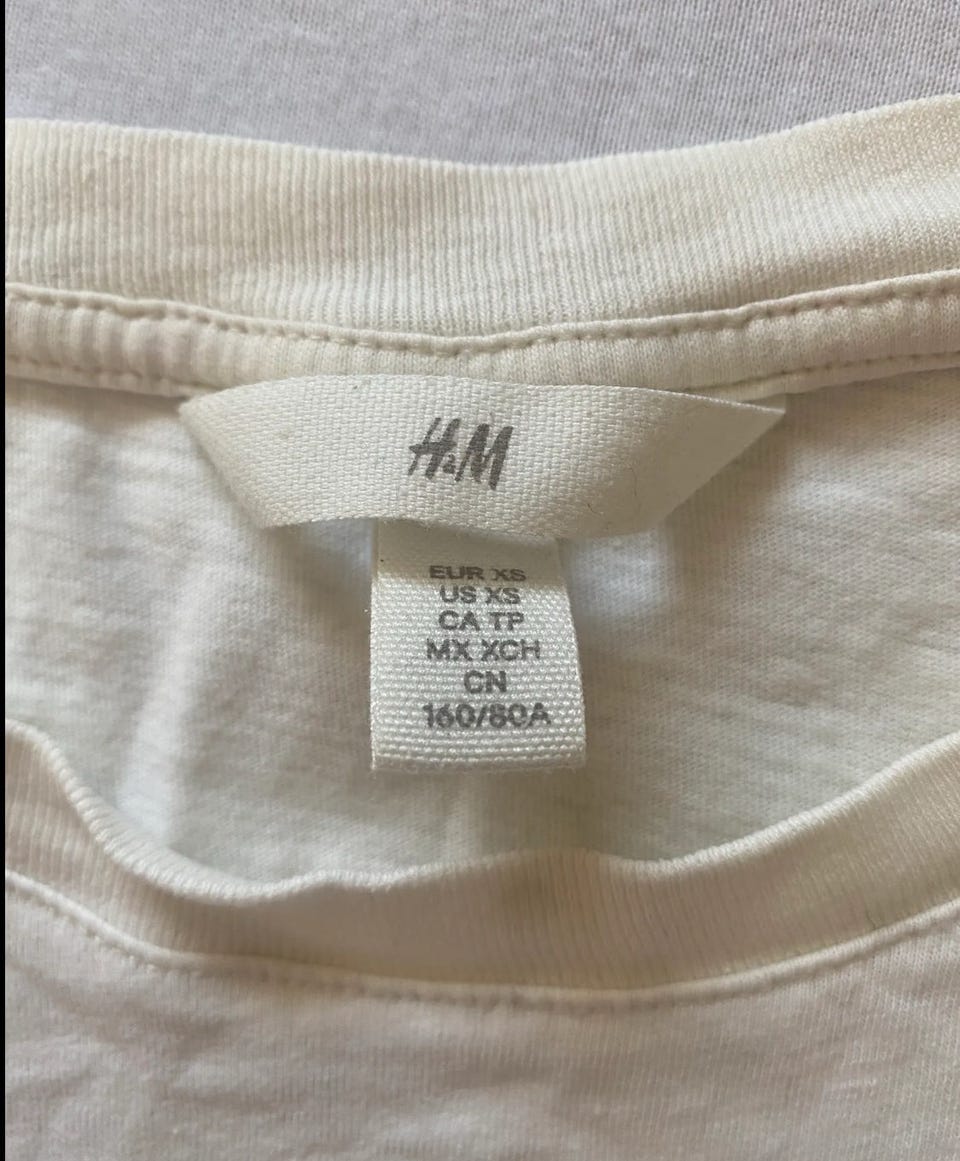 H&M
EUR XS
US XS
CA TP
MX XCH
CN
160/80A